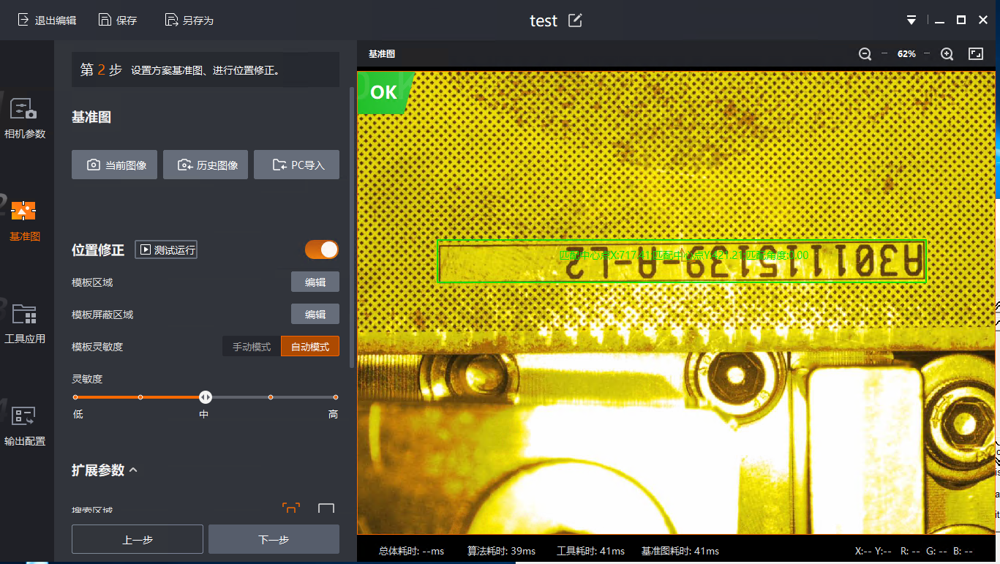 退出编辑 保存 另存为 test
第 2 步 设置方案基准图、进行位置修正。
基准图
当前图像 历史图像 PC导入
位置修正 测试运行
模板区域 编辑
模板屏蔽区域 编辑
模板灵敏度 手动模式 自动模式
灵敏度
低 中 高
扩展参数
搜索区域
上一步 下一步
相机参数
2
基准图
3
工具应用
4
输出配置
基准图 62%
OK
匹配中心点X:717.41,匹配中心点Y:421.21,匹配角度:0.00
A3011115139-A-L2
总体耗时: --ms 算法耗时: 39ms 工具耗时: 41ms 基准图耗时: 41ms X:-- Y:-- R: -- G: -- B: --